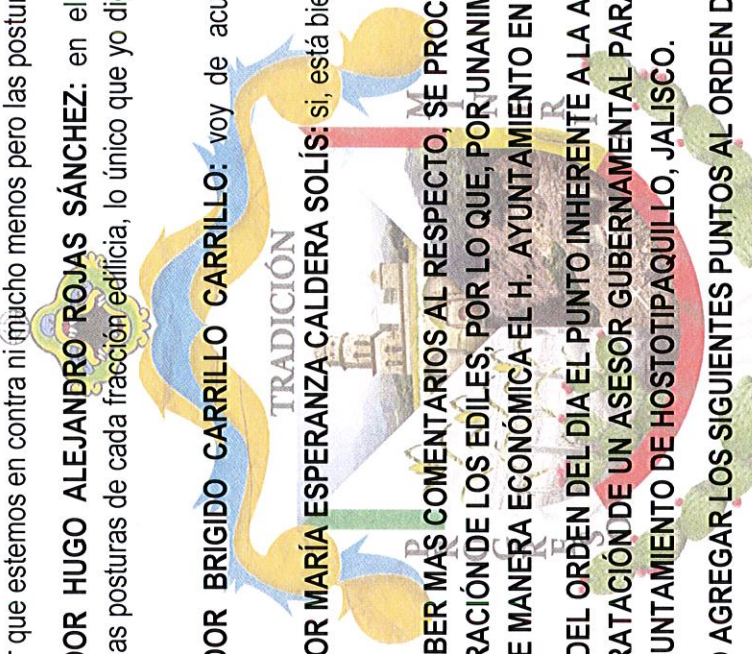 que estemos en contra ni mucho menos pero las postur
DOR HUGO ALEJANDRO ROJAS SÁNCHEZ: en el
as posturas de cada fracción edilicia, lo único que yo di
DOR BRIGIDO CARRILLO CARRILLO: voy de acu
TRADICIÓN
OR MARÍA ESPERANZA CALDERA SOLÍS: si, está bie
BER MAS COMENTARIOS AL RESPECTO, SE PROC
RACIÓN DE LOS EDILES, POR LO QUE, POR UNANIM
E MANERA ECONÓMICA EL H. AYUNTAMIENTO EN
DEL ORDEN DEL DIA EL PUNTO INHERENTE A LA A
RATACIÓN DE UN ASESOR GUBERNAMENTAL PARA
UNTAMIENTO DE HOSTOTIPAQUILLO, JALISCO.
O AGREGAR LOS SIGUIENTES PUNTOS AL ORDEN D